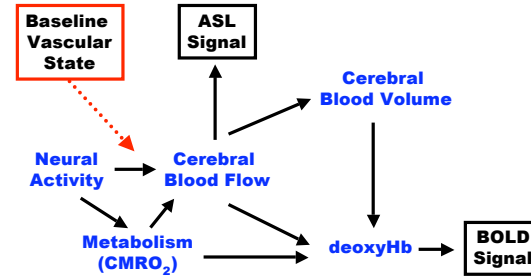 Baseline
Vascular
State
ASL
Signal
Cerebral
Blood Volume
Neural
Activity
Cerebral
Blood Flow
Metabolism
(CMRO₂)
deoxyHb
BOLD
Signal